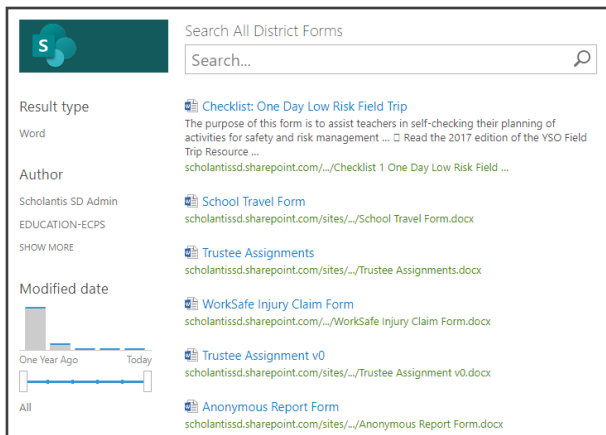 S
Search All District Forms
Search...
Result type
Word
Author
Scholantis SD Admin
EDUCATION-ECPS
SHOW MORE
Modified date
One Year Ago Today
All
Checklist: One Day Low Risk Field Trip
The purpose of this form is to assist teachers in self-checking their planning of
activities for safety and risk management ... □ Read the 2017 edition of the YSO Field
Trip Resource ...
scholantissd.sharepoint.com/.../Checklist 1 One Day Low Risk Field ...
School Travel Form
scholantissd.sharepoint.com/sites/.../School Travel Form.docx
Trustee Assignments
scholantissd.sharepoint.com/sites/.../Trustee Assignments.docx
WorkSafe Injury Claim Form
scholantissd.sharepoint.com/.../WorkSafe Injury Claim Form.docx
Trustee Assignment v0
scholantissd.sharepoint.com/sites/.../Trustee Assignment v0.docx
Anonymous Report Form
scholantissd.sharepoint.com/sites/.../Anonymous Report Form.docx